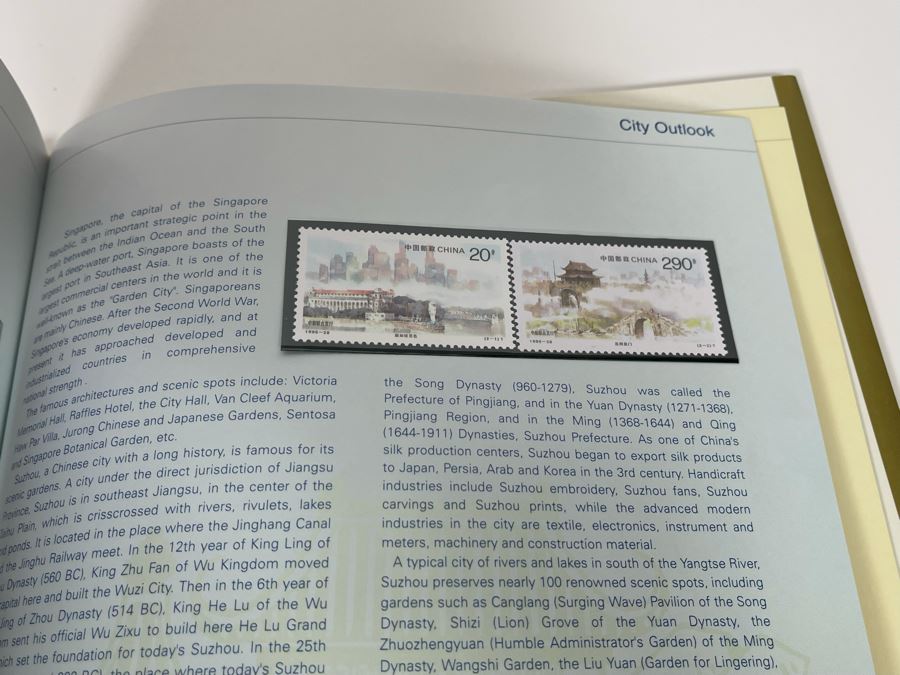 City Outlook
中国邮政 CHINA 20分
1996-28 (2-1)T
中国邮政 CHINA 290分
苏州盘门
1996-28 (2-2)T
Singapore, the capital of the Singapore
Republic, is an important strategic point in the
strait between the Indian Ocean and the South
See. A deep-water port, Singapore boasts of the
largest port in Southeast Asia. It is one of the
largest commercial centers in the world and it is
well-known as the "Garden City". Singaporeans
are mainly Chinese. After the Second World War,
Singapore's economy developed rapidly, and at
present it has approached developed and
industrialized countries in comprehensive
national strength .
The famous architectures and scenic spots include: Victoria
Memorial Hall, Raffles Hotel, the City Hall, Van Cleef Aquarium,
Haw Par Villa, Jurong Chinese and Japanese Gardens, Sentosa
and Singapore Botanical Garden, etc.
Suzhou, a Chinese city with a long history, is famous for its
scenic gardens. A city under the direct jurisdiction of Jiangsu
Province, Suzhou is in southeast Jiangsu, in the center of the
Taihu Plain, which is crisscrossed with rivers, rivulets, lakes
and ponds. It is located in the place where the Jinghang Canal
the Jinghu Railway meet. In the 12th year of King Ling of
Dynasty (560 BC), King Zhu Fan of Wu Kingdom moved
capital here and built the Wuzi City. Then in the 6th year of
Jing of Zhou Dynasty (514 BC), King He Lu of the Wu
sent his official Wu Zixu to build here He Lu Grand
set the foundation for today's Suzhou. In the 25th
BC), the place where today's Suzhou
the Song Dynasty (960-1279), Suzhou was called the
Prefecture of Pingjiang, and in the Yuan Dynasty (1271-1368),
Pingjiang Region, and in the Ming (1368-1644) and Qing
(1644-1911) Dynasties, Suzhou Prefecture. As one of China's
silk production centers, Suzhou began to export silk products
to Japan, Persia, Arab and Korea in the 3rd century. Handicraft
industries include Suzhou embroidery, Suzhou fans, Suzhou
carvings and Suzhou prints, while the advanced modern
industries in the city are textile, electronics, instrument and
meters, machinery and construction material.
A typical city of rivers and lakes in south of the Yangtse River,
Suzhou preserves nearly 100 renowned scenic spots, including
gardens such as Canglang (Surging Wave) Pavilion of the Song
Dynasty, Shizi (Lion) Grove of the Yuan Dynasty, the
Zhuozhengyuan (Humble Administrator's Garden) of the Ming
Dynasty, Wangshi Garden, the Liu Yuan (Garden for Lingering),